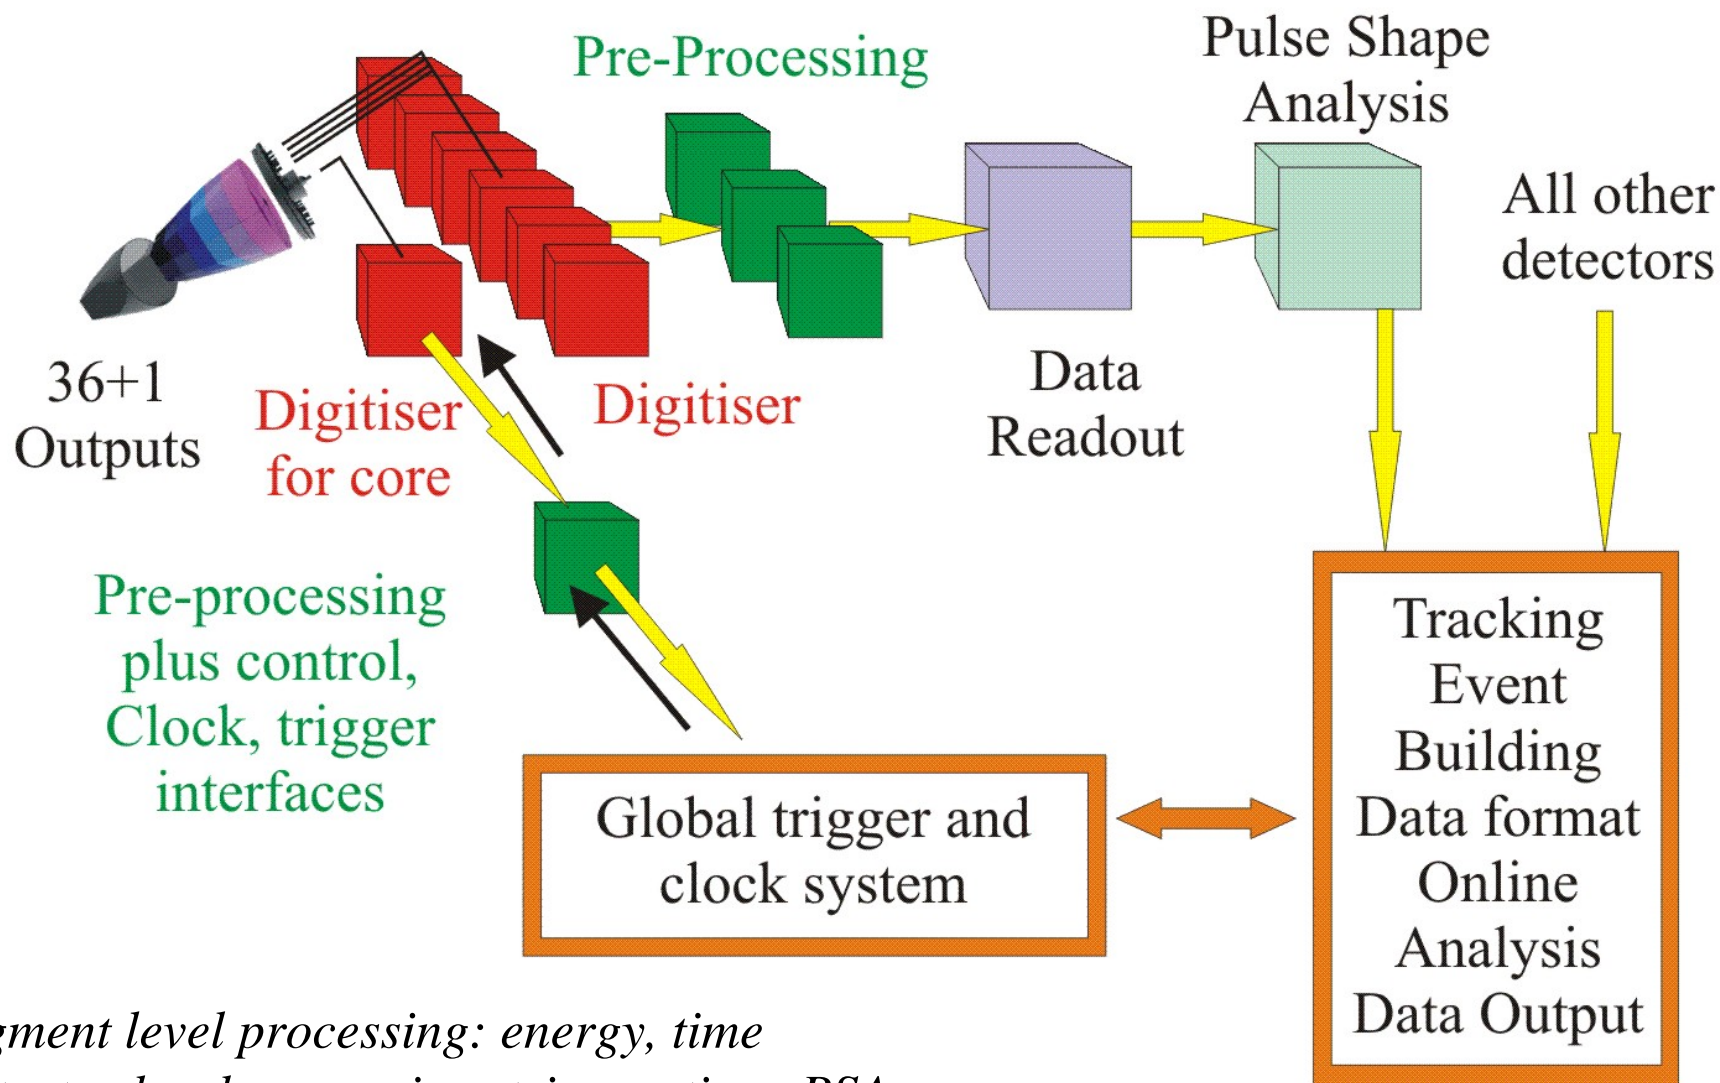 Pre-Processing
Pulse Shape
Analysis
All other
detectors
36+1
Outputs
Digitiser
for core
Digitiser
Data
Readout
Pre-processing
plus control,
Clock, trigger
interfaces
Global trigger and
clock system
Tracking
Event
Building
Data format
Online
Analysis
Data Output
level processing: energy, time